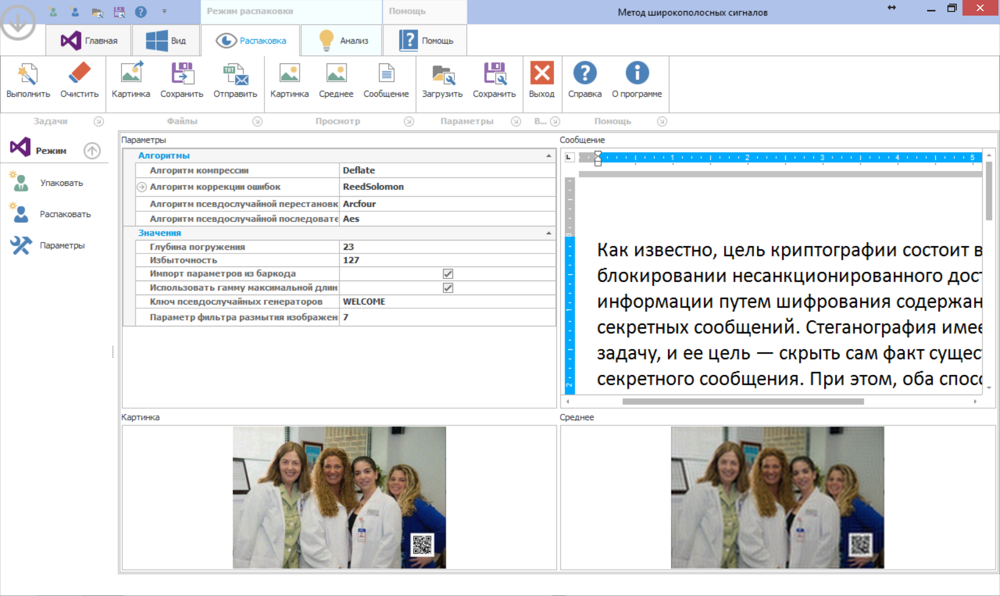 Режим распаковки
Помощь
Метод широкополосных сигналов
Главная
Вид
Распаковка
Анализ
Помощь
Выполнить
Очистить
Картинка
Сохранить
TXT
Отправить
Картинка
Среднее
Сообщение
Загрузить
Сохранить
Выход
Справка
О программе
Задачи
Файлы
Просмотр
Параметры
В...
Помощь
Режим
Упаковать
Распаковать
Параметры
Параметры
Алгоритмы
Алгоритм компрессии Deflate
Алгоритм коррекции ошибок ReedSolomon
Алгоритм псевдослучайной перестановк Arcfour
Алгоритм псевдослучайной последовате Aes
Значения
Глубина погружения 23
Избыточность 127
Импорт параметров из баркода
Использовать гамму максимальной длин
Ключ псевдослучайных генераторов WELCOME
Параметр фильтра размытия изображен 7
Сообщение
L 1 2 3 4 5
1
2
Как известно, цель криптографии состоит в
блокировании несанкционированного дос
информации путем шифрования содержан
секретных сообщений. Стеганография име
задачу, и ее цель — скрыть сам факт сущес
секретного сообщения. При этом, оба спос
Картинка
Среднее